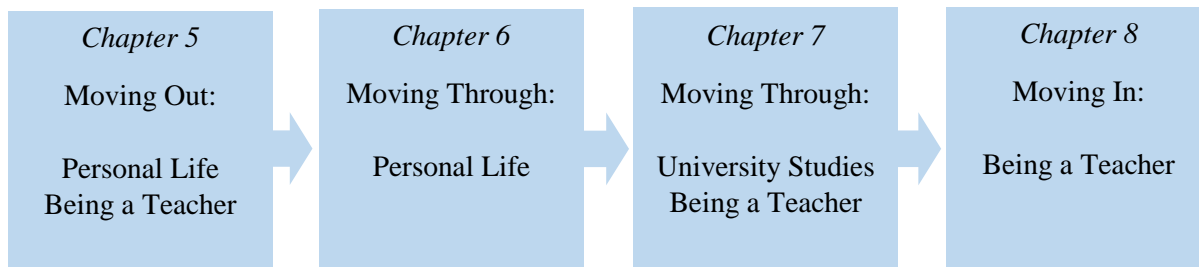 Chapter 5
Moving Out:
Personal Life
Being a Teacher
Chapter 6
Moving Through:
Personal Life
Chapter 7
Moving Through:
University Studies
Being a Teacher
Chapter 8
Moving In:
Being a Teacher